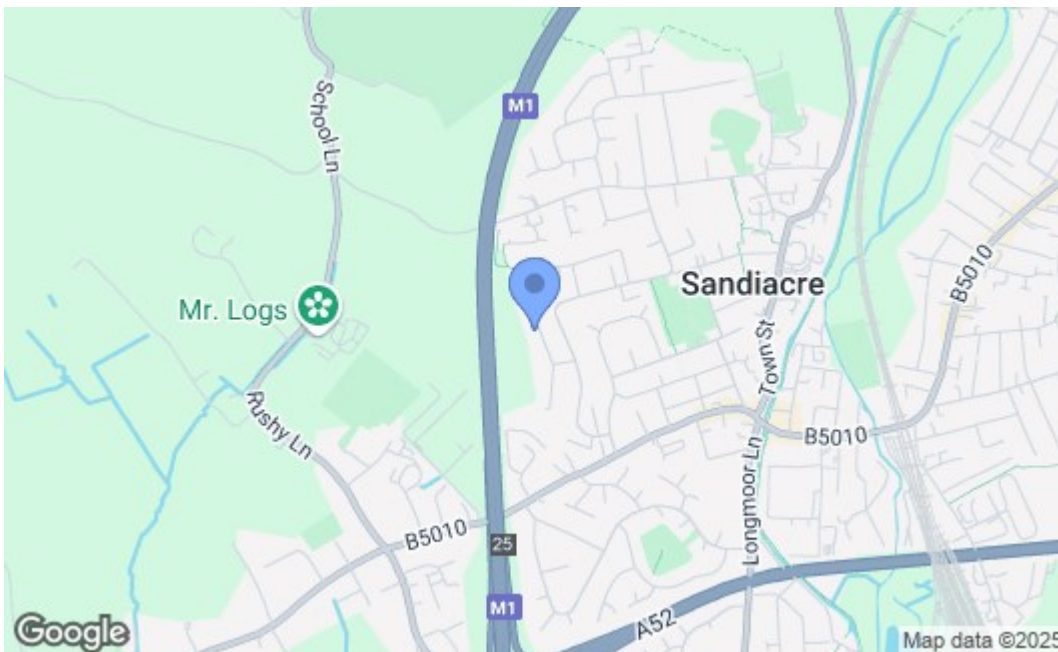 M1
School Ln
Sandiacre
B5010
Mr. Logs
Town St
Rushy Ln
B5010
Longmoor Ln
B5010
25
M1
A52
Google
Map data ©2025